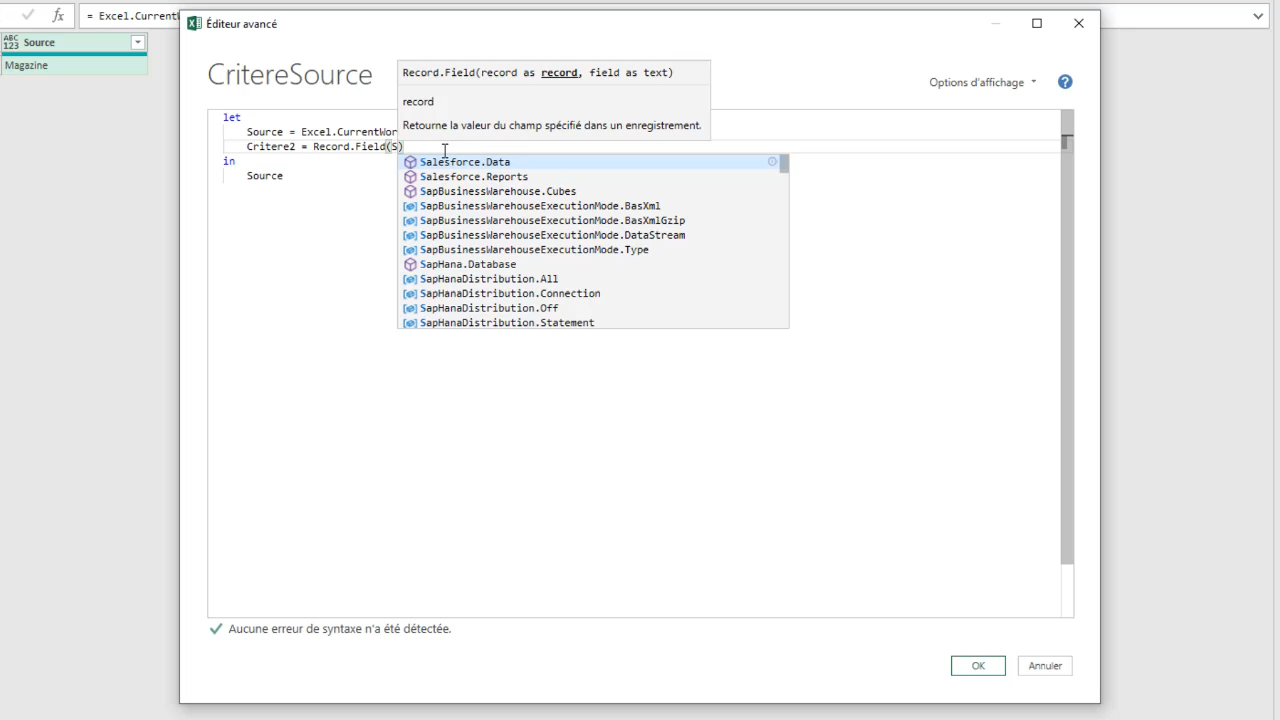 fx = Excel.CurrentW
Éditeur avancé
ABC
123 Source
Magazine
CritereSource
Options d'affichage
?
Record.Field(record as record, field as text)
record
Retourne la valeur du champ spécifié dans un enregistrement.
let
Source = Excel.CurrentWor
Critere2 = Record.Field(S)
in
Source
Salesforce.Data
Salesforce.Reports
SapBusinessWarehouse.Cubes
SapBusinessWarehouseExecutionMode.BasXml
SapBusinessWarehouseExecutionMode.BasXmlGzip
SapBusinessWarehouseExecutionMode.DataStream
SapBusinessWarehouseExecutionMode.Type
SapHana.Database
SapHanaDistribution.All
SapHanaDistribution.Connection
SapHanaDistribution.Off
SapHanaDistribution.Statement
Aucune erreur de syntaxe n'a été détectée.
OK Annuler